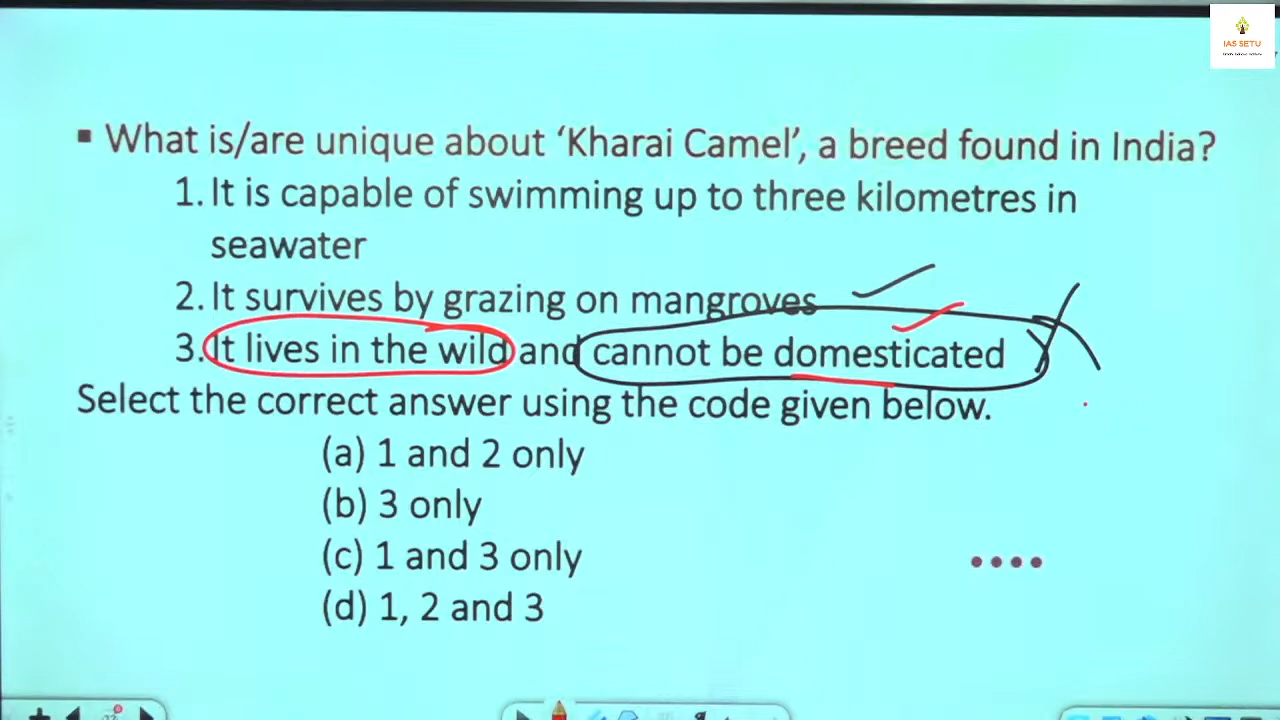 IAS SETU
▪ What is/are unique about ‘Kharai Camel’, a breed found in India?
1. It is capable of swimming up to three kilometres in
seawater
2. It survives by grazing on mangroves
3. It lives in the wild and cannot be domesticated
Select the correct answer using the code given below.
(a) 1 and 2 only
(b) 3 only
(c) 1 and 3 only
(d) 1, 2 and 3